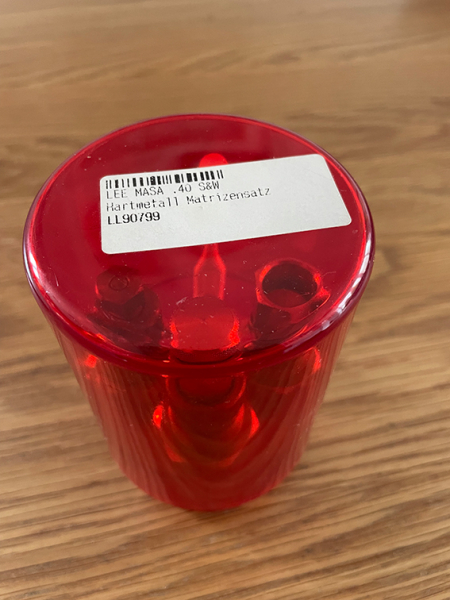 LEE MASA .40 S&W
Hartmetall Matrizensatz
LL90799